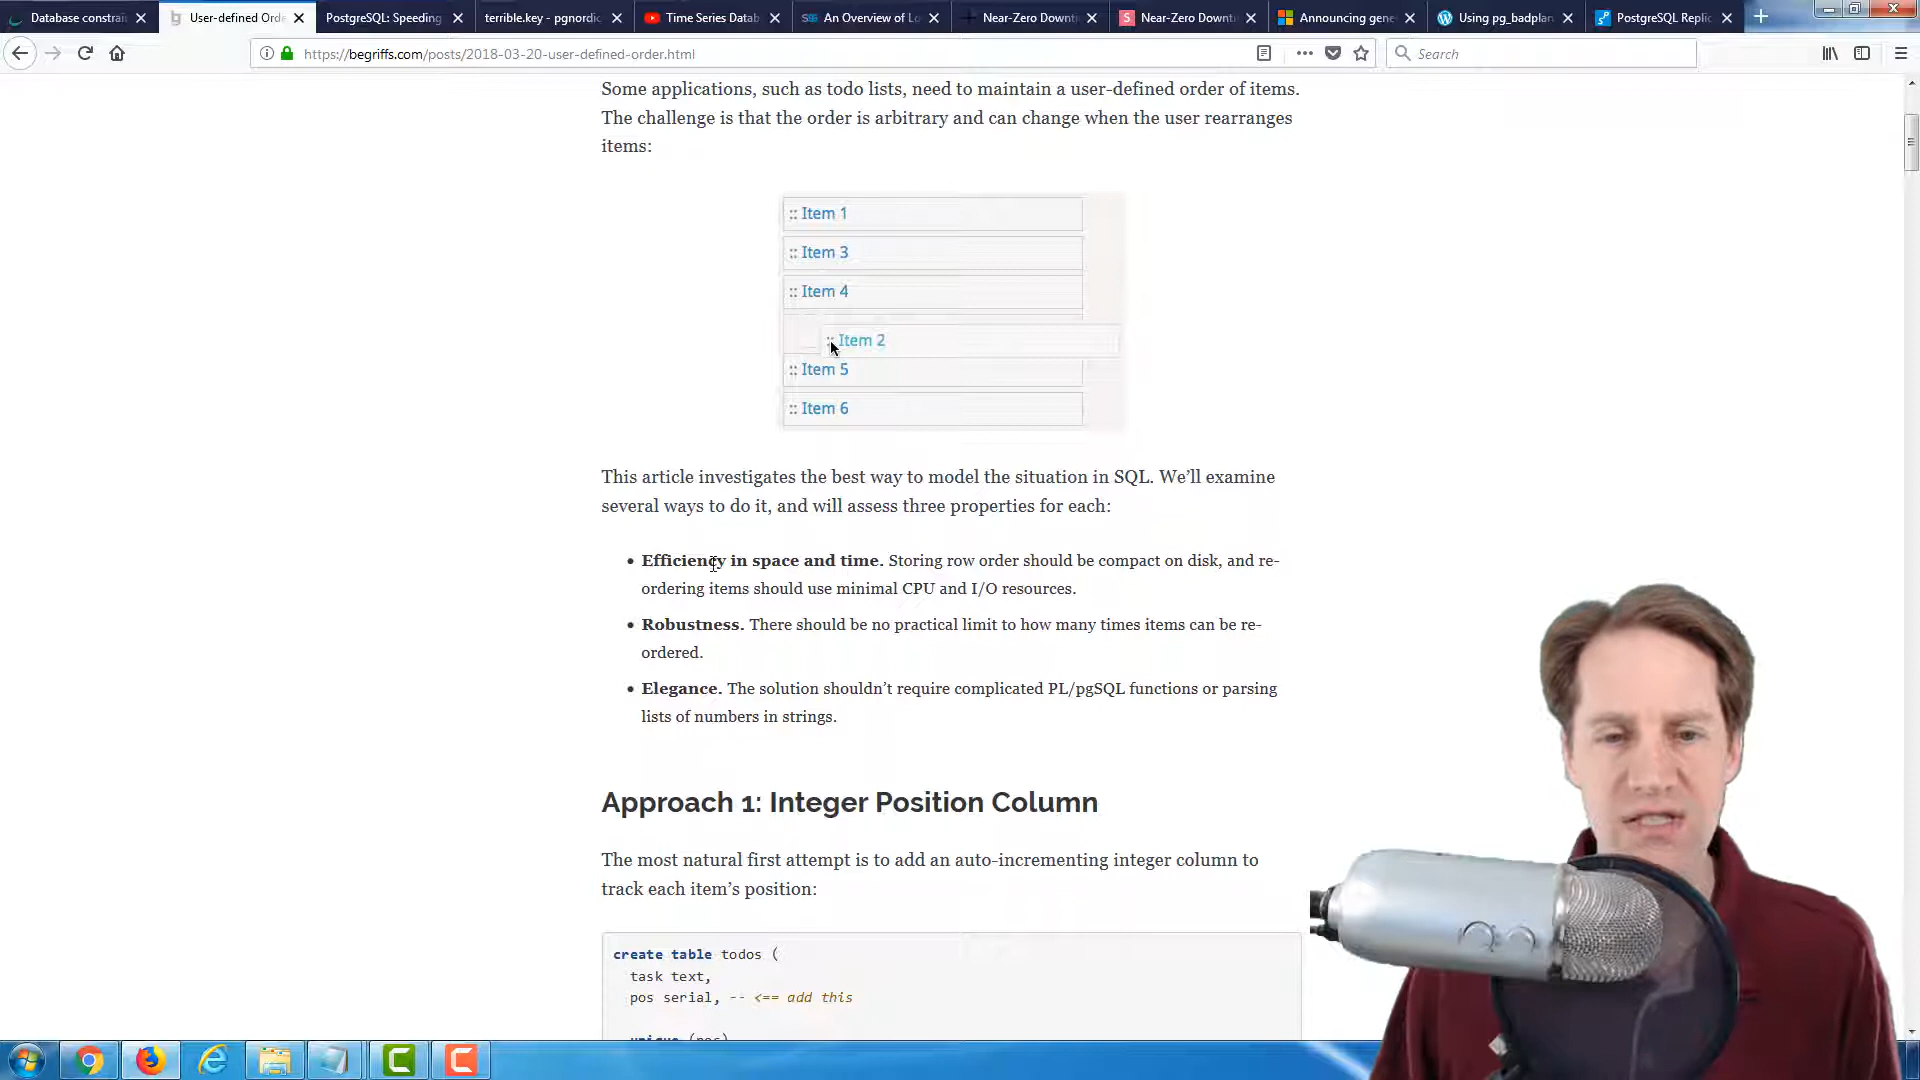 Database constrai
User-defined Orde
PostgreSQL: Speeding
terrible.key - pgnordic
Time Series Datab
An Overview of Lo
Near-Zero Downti
Near-Zero Downti
Announcing gene
Using pg_badplan
PostgreSQL Replic
https://begriffs.com/posts/2018-03-20-user-defined-order.html
Search
Some applications, such as todo lists, need to maintain a user-defined order of items.
The challenge is that the order is arbitrary and can change when the user rearranges
items:
:: Item 1
:: Item 3
:: Item 4
:: Item 2
:: Item 5
:: Item 6
This article investigates the best way to model the situation in SQL. We’ll examine
several ways to do it, and will assess three properties for each:
• Efficiency in space and time. Storing row order should be compact on disk, and re-
ordering items should use minimal CPU and I/O resources.
• Robustness. There should be no practical limit to how many times items can be re-
ordered.
• Elegance. The solution shouldn’t require complicated PL/pgSQL functions or parsing
lists of numbers in strings.
Approach 1: Integer Position Column
The most natural first attempt is to add an auto-incrementing integer column to
track each item’s position:
create table todos (
task text,
pos serial, -- <== add this
unique (pos)